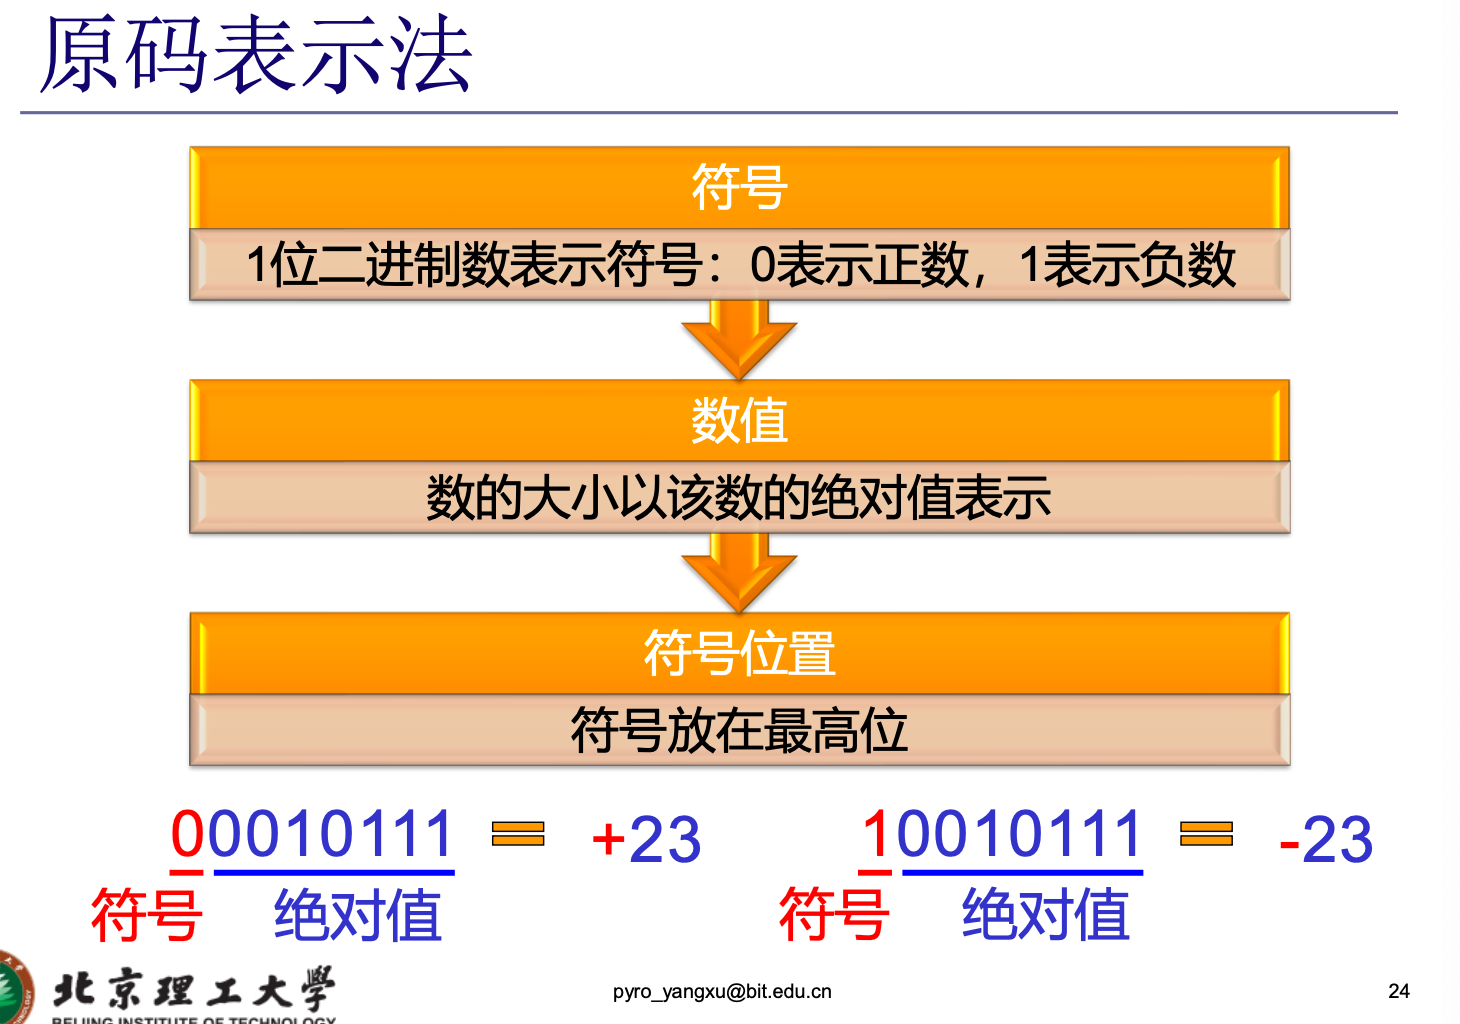 原码表示法
符号
1位二进制数表示符号：0表示正数，1表示负数
数值
数的大小以该数的绝对值表示
符号位置
符号放在最高位
00010111 = +23
符号 绝对值
10010111 = -23
符号 绝对值
北京理工大学
BEIJING INSTITUTE OF TECHNOLOGY
pyro_yangxu@bit.edu.cn
24